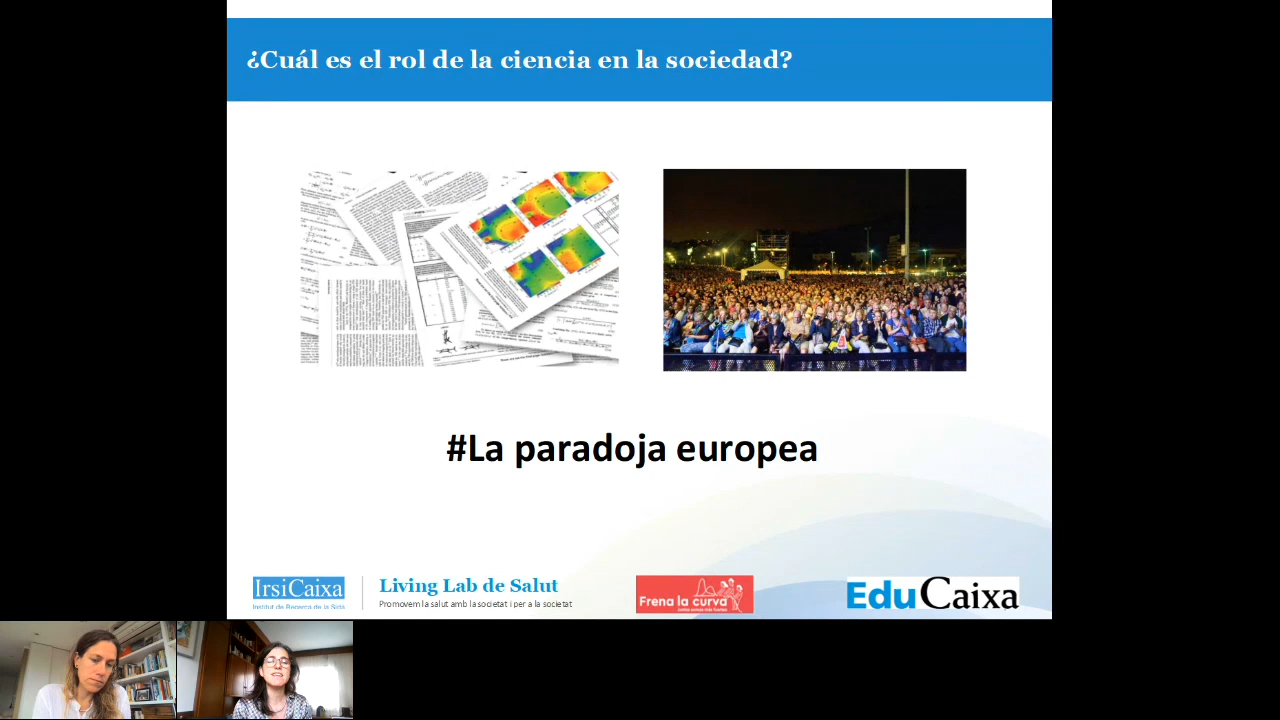 ¿Cuál es el rol de la ciencia en la sociedad?
#La paradoja europea
IrsiCaixa
Institut de Recerca de la Sida
Living Lab de Salut
Promovem la salut amb la societat i per a la societat
Frena la curva
EduCaixa